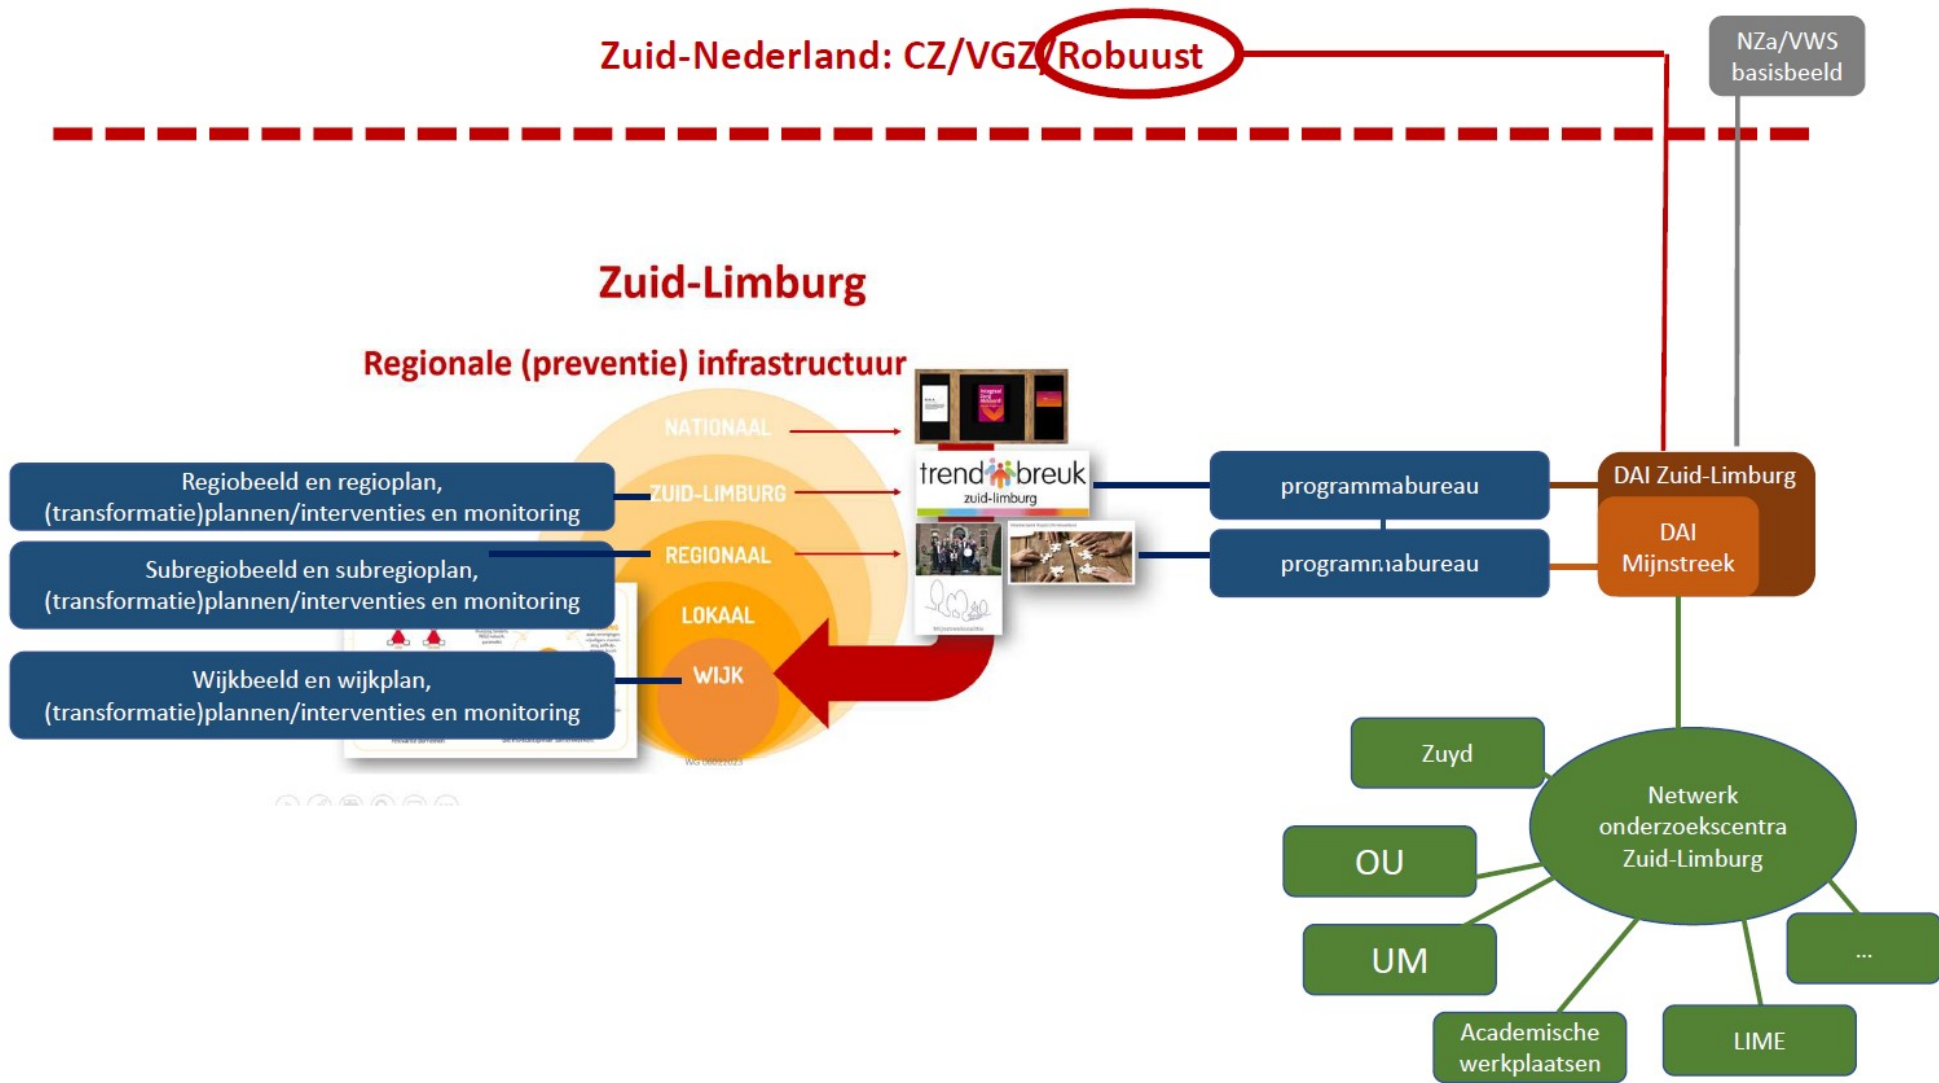 Zuid-Nederland: CZ/VGZ/Robuust
NZa/VWS
basisbeeld
Zuid-Limburg
Regionale (preventie) infrastructuur
NATIONAAL
ZUID-LIMBURG
REGIONAAL
LOKAAL
WIJK
Regiobeeld en regioplan,
(transformatie)plannen/interventies en monitoring
Subregiobeeld en subregioplan,
(transformatie)plannen/interventies en monitoring
Wijkbeeld en wijkplan,
(transformatie)plannen/interventies en monitoring
trend breuk
zuid-limburg
programmabureau
programmabureau
DAI Zuid-Limburg
DAI
Mijnstreek
Netwerk
onderzoekscentra
Zuid-Limburg
Zuyd
OU
UM
Academische
werkplaatsen
LIME
...